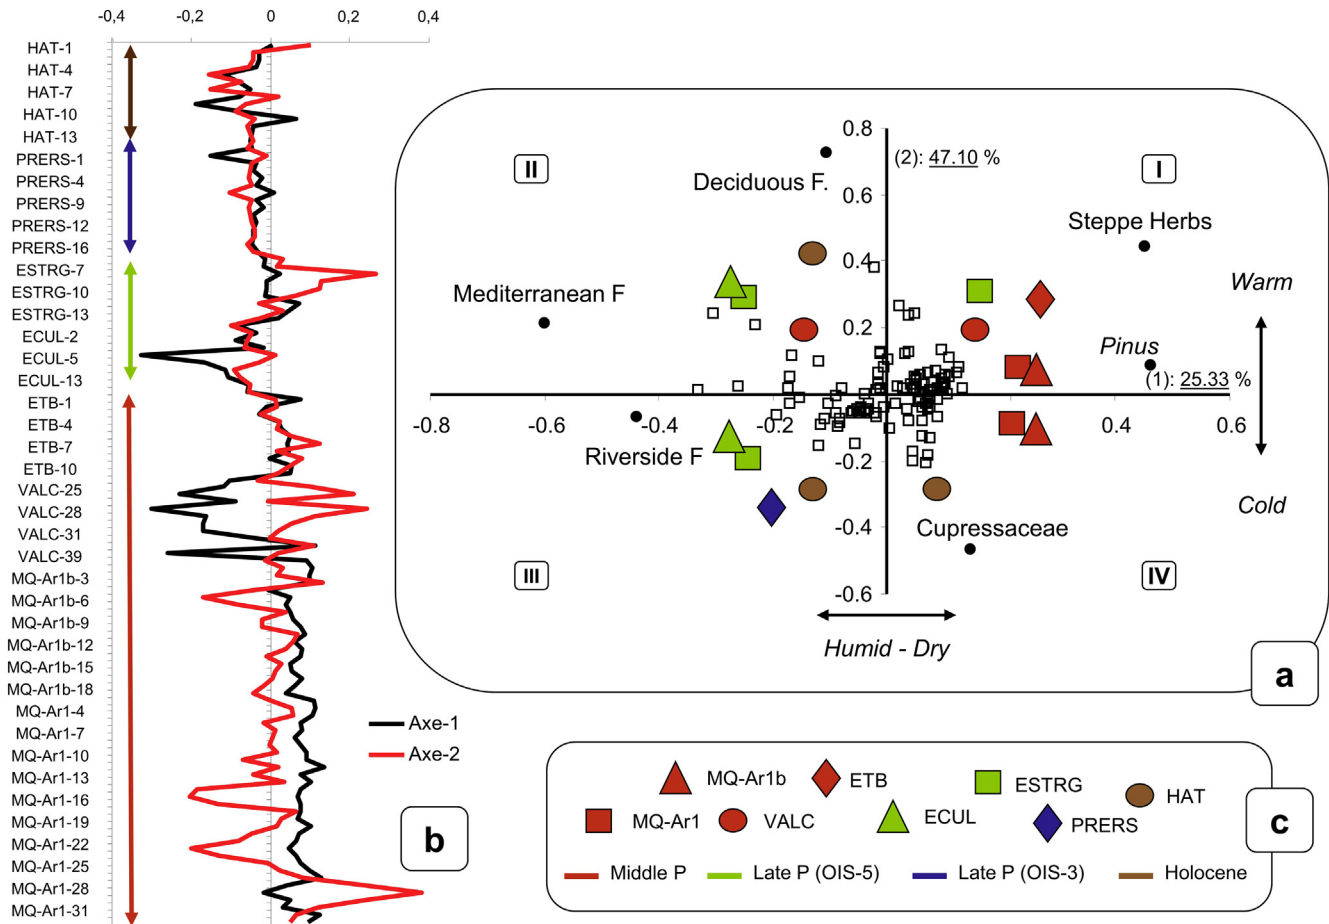 -0,4 -0,2 0 0,2 0,4
HAT-1
HAT-4
HAT-7
HAT-10
HAT-13
PRERS-1
PRERS-4
PRERS-9
PRERS-12
PRERS-16
ESTRG-7
ESTRG-10
ESTRG-13
ECUL-2
ECUL-5
ECUL-13
ETB-1
ETB-4
ETB-7
ETB-10
VALC-25
VALC-28
VALC-31
VALC-39
MQ-Ar1b-3
MQ-Ar1b-6
MQ-Ar1b-9
MQ-Ar1b-12
MQ-Ar1b-15
MQ-Ar1b-18
MQ-Ar1-4
MQ-Ar1-7
MQ-Ar1-10
MQ-Ar1-13
MQ-Ar1-16
MQ-Ar1-19
MQ-Ar1-22
MQ-Ar1-25
MQ-Ar1-28
MQ-Ar1-31
Axe-1
Axe-2
b
0.8
(2): 47.10 %
II
I
Deciduous F.
0.6
Steppe Herbs
0.4
Warm
Mediterranean F
0.2
Pinus
(1): 25.33 %
-0.8 -0.6 -0.4 -0.2 0.4 0.6
Riverside F
-0.2
Cold
-0.4
Cupressaceae
III
IV
-0.6
Humid - Dry
a
MQ-Ar1b ETB ESTRG HAT
MQ-Ar1 VALC ECUL PRERS
c
Middle P Late P (OIS-5) Late P (OIS-3) Holocene